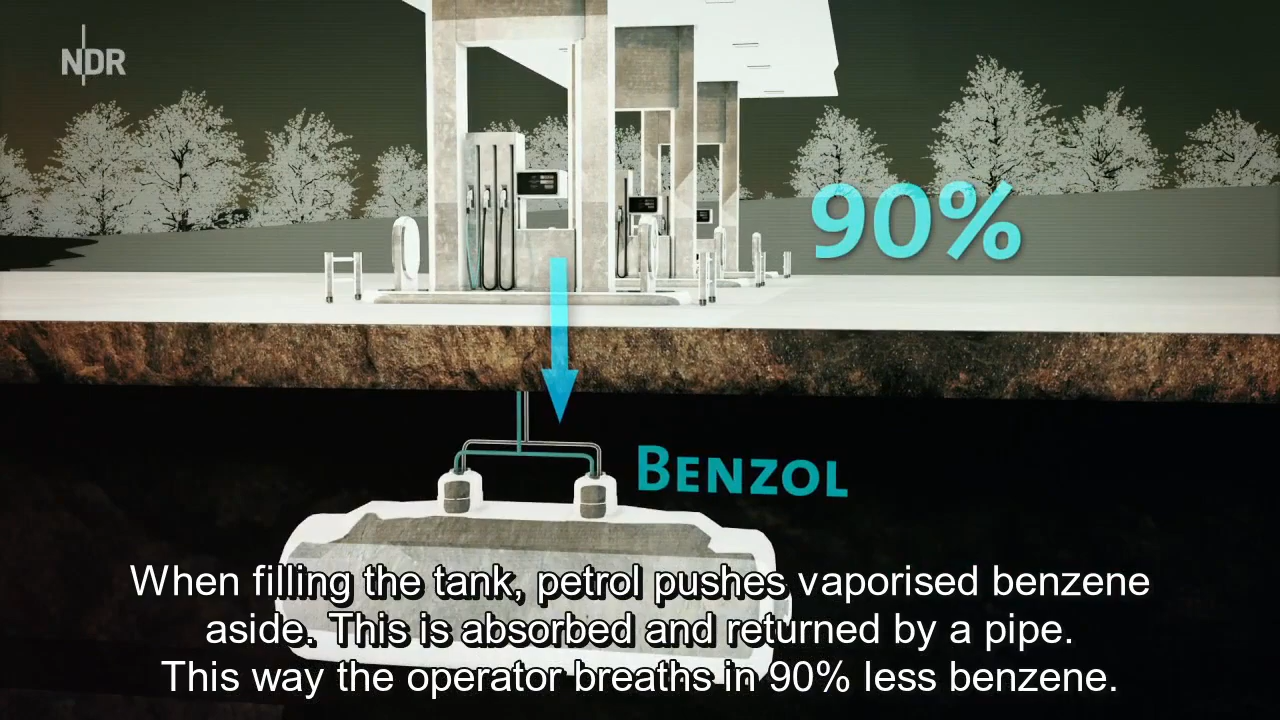 NDR
90%
BENZOL
When filling the tank, petrol pushes vaporised benzene
aside. This is absorbed and returned by a pipe.
This way the operator breaths in 90% less benzene.